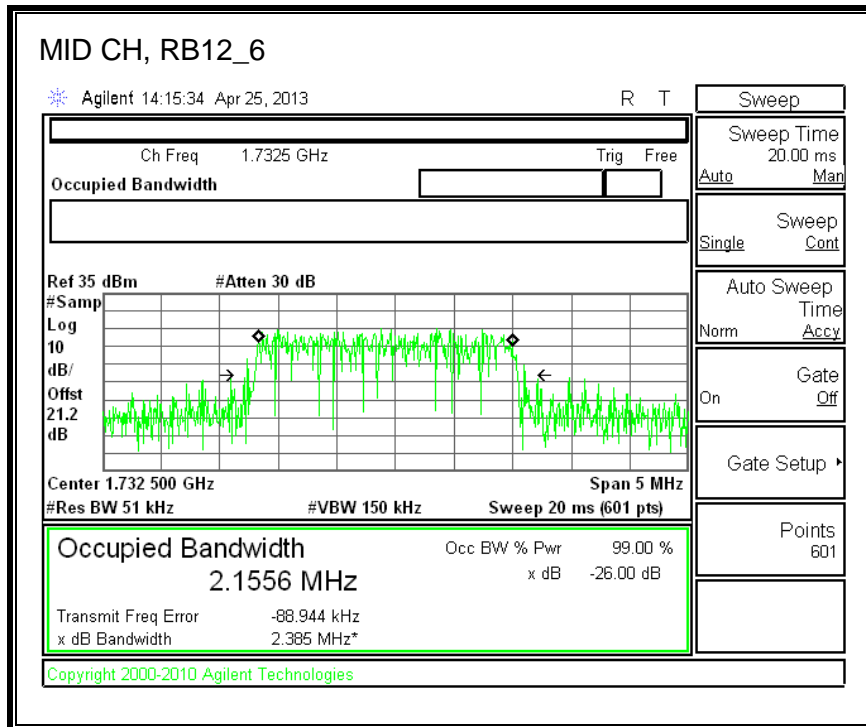 MID CH, RB12_6
Agilent 14:15:34 Apr 25, 2013 R T
Ch Freq 1.7325 GHz Trig Free
Occupied Bandwidth
Ref 35 dBm #Atten 30 dB
#Samp
Log
10
dB/
Offst
21.2
dB
Center 1.732 500 GHz Span 5 MHz
#Res BW 51 kHz #VBW 150 kHz Sweep 20 ms (601 pts)
Occupied Bandwidth Occ BW % Pwr 99.00 %
2.1556 MHz x dB -26.00 dB
Transmit Freq Error -88.944 kHz
x dB Bandwidth 2.385 MHz*
Copyright 2000-2010 Agilent Technologies
Sweep
Sweep Time
20.00 ms
Auto Man
Sweep
Single Cont
Auto Sweep
Time
Norm Accy
Gate
On Off
Gate Setup
Points
601